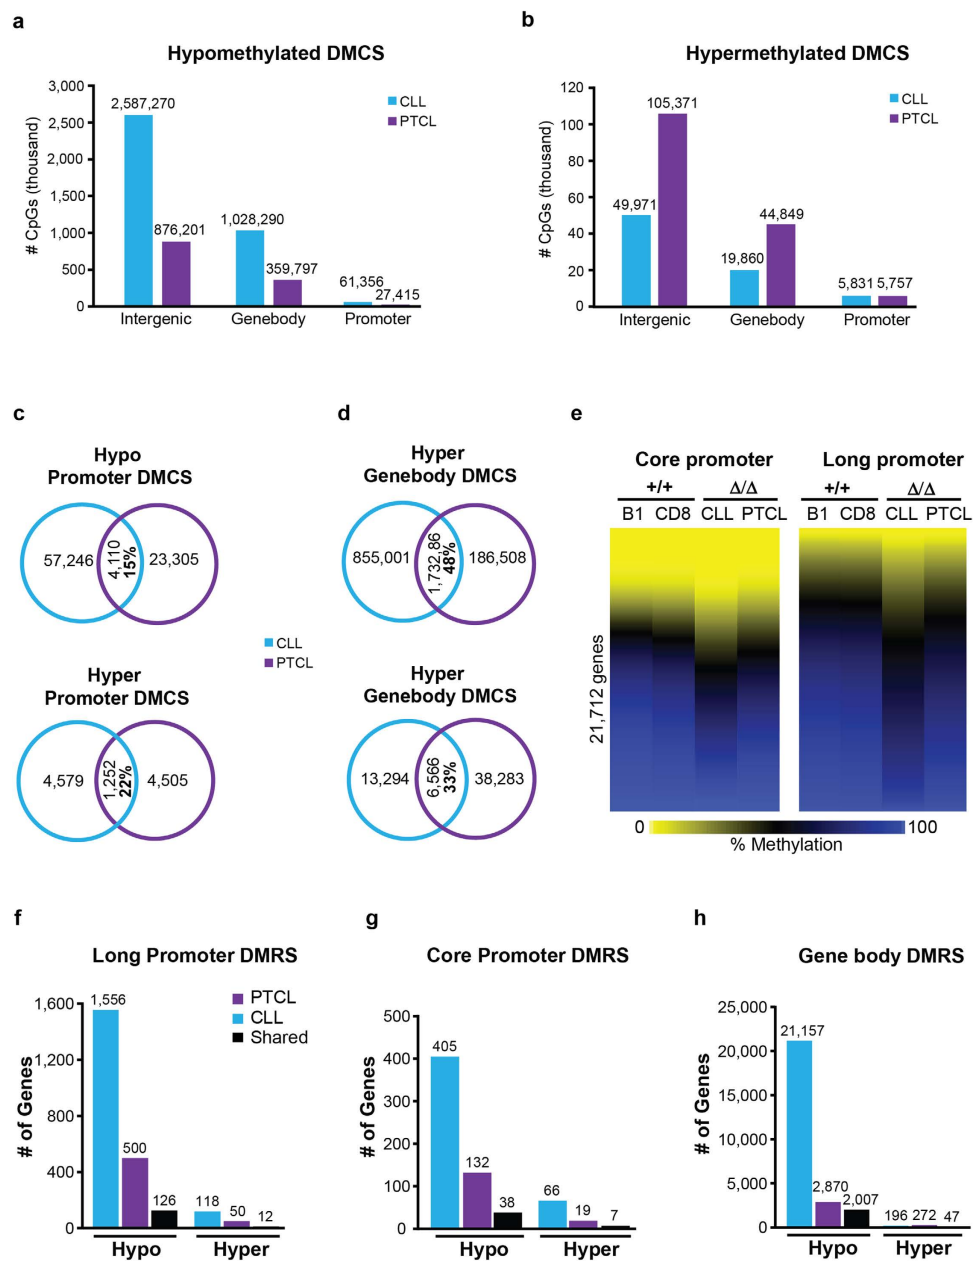 a
Hypomethylated DMCS
# CpGs (thousand)
3,000
2,500
2,000
1,500
1,000
500
0
2,587,270
876,201
1,028,290
359,797
61,356
27,415
CLL
PTCL
Intergenic
Genebody
Promoter
b
Hypermethylated DMCS
# CpGs (thousand)
120
100
80
60
40
20
0
49,971
105,371
19,860
44,849
5,831
5,757
CLL
PTCL
Intergenic
Genebody
Promoter
c
Hypo
Promoter DMCS
57,246
4,110
15%
23,305
Hyper
Promoter DMCS
4,579
1,252
22%
4,505
CLL
PTCL
d
Hyper
Genebody DMCS
855,001
1,732,86
48%
186,508
Hyper
Genebody DMCS
13,294
6,566
33%
38,283
e
Core promoter
+/+
Δ/Δ
B1 CD8 CLL PTCL
Long promoter
+/+
Δ/Δ
B1 CD8 CLL PTCL
21,712 genes
0
100
% Methylation
f
Long Promoter DMRS
# of Genes
1,600
1,200
800
400
0
1,556
500
126
118
50
12
PTCL
CLL
Shared
Hypo
Hyper
g
Core Promoter DMRS
# of Genes
500
400
300
200
100
0
405
132
38
66
19
7
Hypo
Hyper
h
Gene body DMRS
# of Genes
25,000
20,000
15,000
10,000
5,000
0
21,157
2,870
2,007
196
272
47
Hypo
Hyper